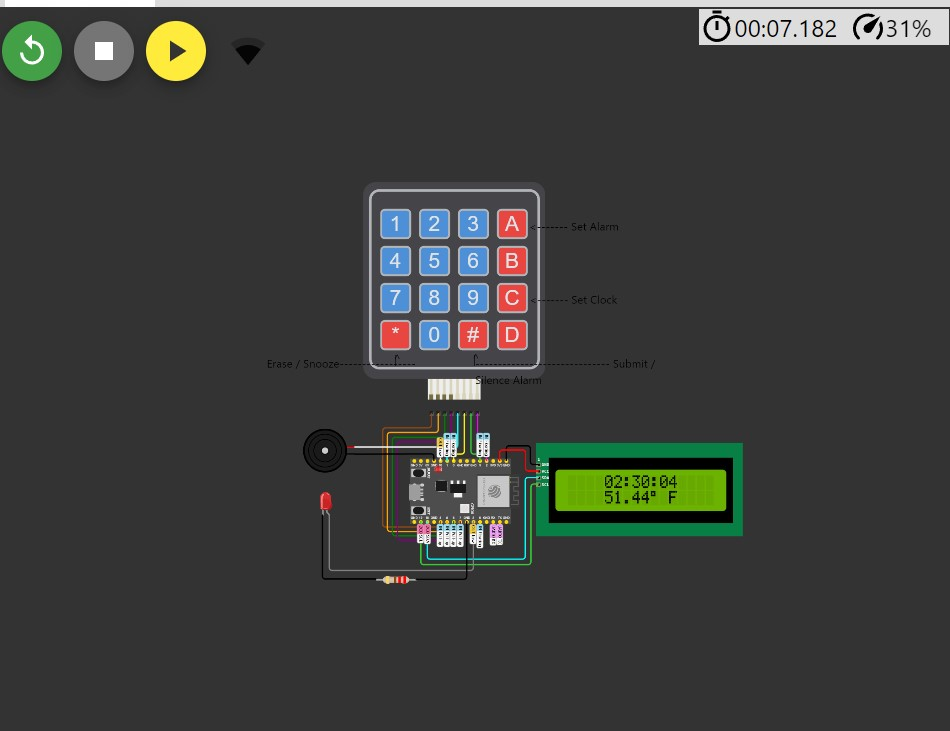 00:07.182 31%
1 2 3 A Set Alarm
4 5 6 B
7 8 9 C Set Clock
* 0 # D
Erase / Snooze Submit /
Silence Alarm
02:30:04
51.44° F